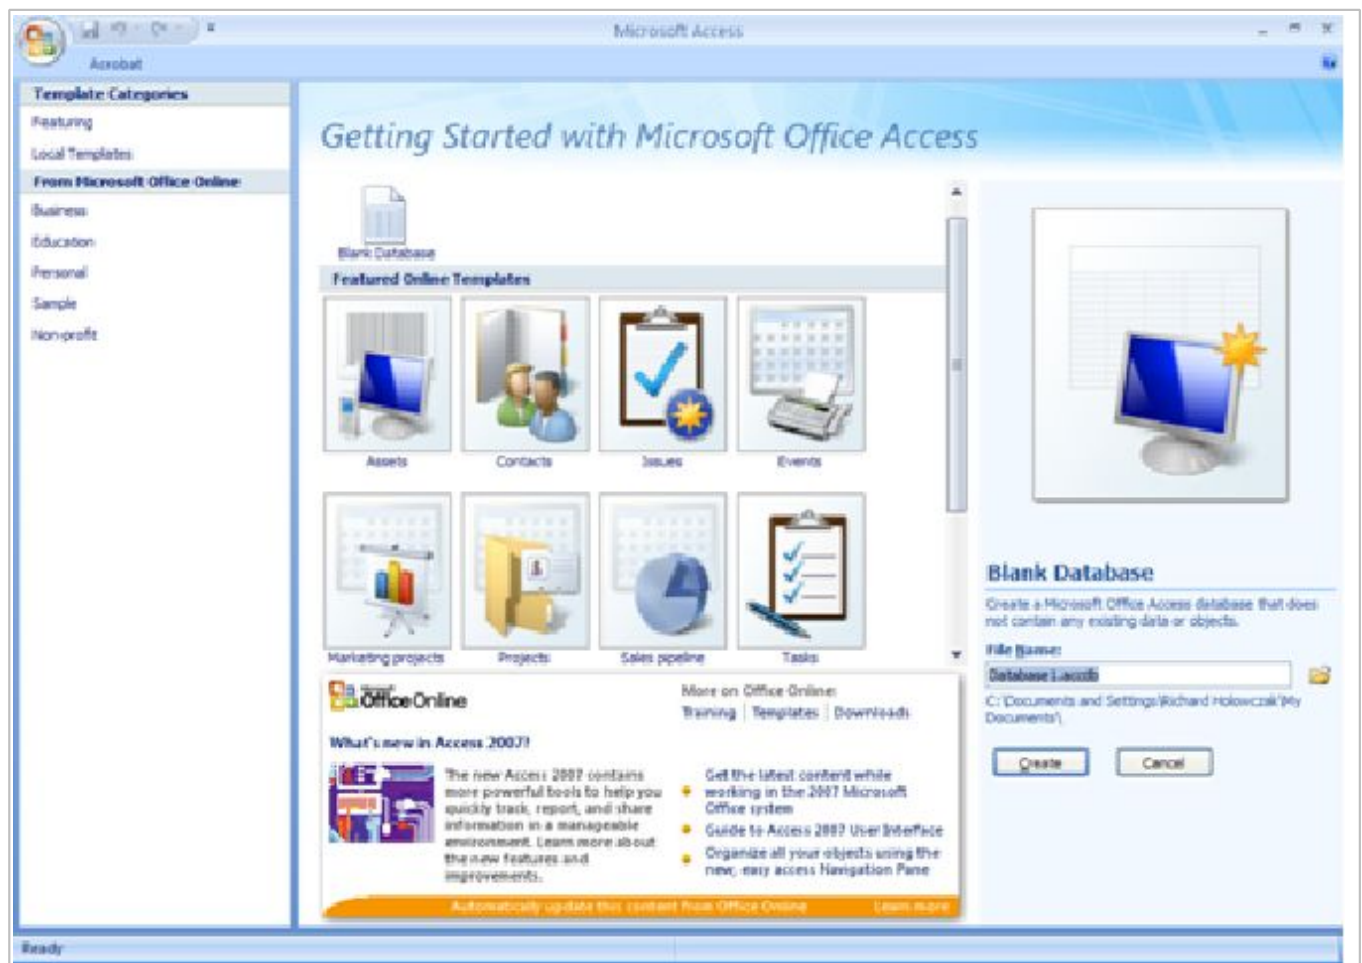 Microsoft Access
Acrobat
Template Categories
Featuring
Local Templates
From Microsoft Office Online
Business
Education
Personal
Sample
Non-profit
Getting Started with Microsoft Office Access
Blank Database
Featured Online Templates
Assets
Contacts
Issues
Events
Marketing projects
Projects
Sales pipeline
Tasks
Microsoft
Office Online
More on Office Online:
Training | Templates | Downloads
What's new in Access 2007?
The new Access 2007 contains
more powerful tools to help you
quickly track, report, and share
information in a manageable
environment. Learn more about
the new features and
improvements.
Get the latest content while
working in the 2007 Microsoft
Office system
Guide to Access 2007 User Interface
Organize all your objects using the
new, easy access Navigation Pane
Automatically update this content from Office Online
Learn more
Blank Database
Create a Microsoft Office Access database that does
not contain any existing data or objects.
File Name:
Database1.accdb
C:\Documents and Settings\Richard Holowczak\My
Documents\
Create
Cancel
Ready